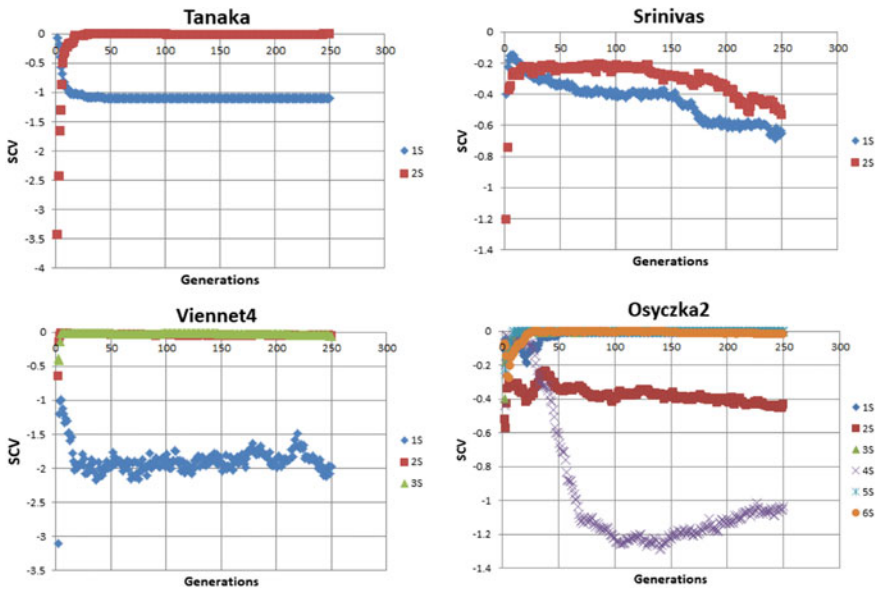 Tanaka
0
0
50
100
150
200
250
300
-0.5
-1
-1.5
-2
-2.5
-3
-3.5
-4
SCV
Generations
1S
2S
Srinivas
0
0
50
100
150
200
250
300
-0.2
-0.4
-0.6
-0.8
-1
-1.2
-1.4
SCV
Generations
1S
2S
Viennet4
0
0
50
100
150
200
250
300
-0.5
-1
-1.5
-2
-2.5
-3
-3.5
SCV
Generations
1S
2S
3S
Osyczka2
0
0
50
100
150
200
250
300
-0.2
-0.4
-0.6
-0.8
-1
-1.2
-1.4
SCV
Generations
1S
2S
3S
4S
5S
6S